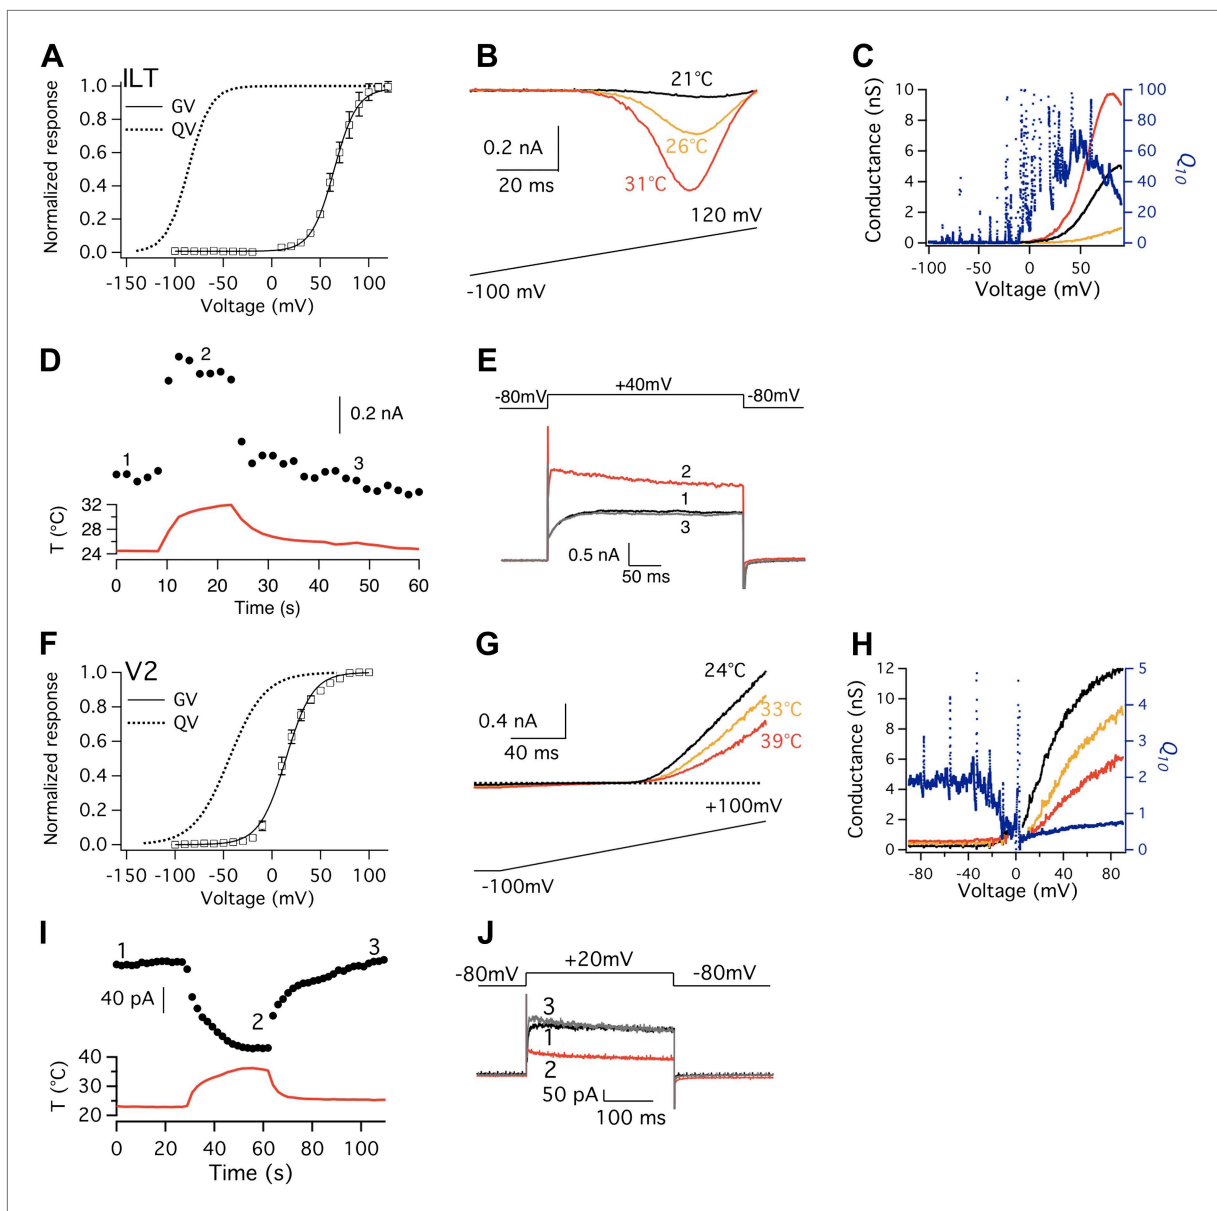 A
ILT
GV
QV
Normalized response
1.0
0.8
0.6
0.4
0.2
0.0
-150 -100 -50 0 50 100
Voltage (mV)
B
21°C
26°C
31°C
0.2 nA
20 ms
120 mV
-100 mV
C
Conductance (nS)
10
8
6
4
2
0
100
80
60
40
20
0
Q10
-100 -50 0 50
Voltage (mV)
D
1
2
3
0.2 nA
T (°C)
32
28
24
0 10 20 30 40 50 60
Time (s)
E
-80mV
+40mV
-80mV
2
1
3
0.5 nA
50 ms
F
V2
GV
QV
Normalized response
1.0
0.8
0.6
0.4
0.2
0.0
-150 -100 -50 0 50 100
Voltage (mV)
G
24°C
33°C
39°C
0.4 nA
40 ms
+100mV
-100mV
H
Conductance (nS)
12
10
8
6
4
2
0
5
4
3
2
1
0
Q10
-80 -40 0 40 80
Voltage (mV)
I
1
2
3
40 pA
T (°C)
40
30
20
0 20 40 60 80 100
Time (s)
J
-80mV
+20mV
-80mV
3
1
2
50 pA
100 ms